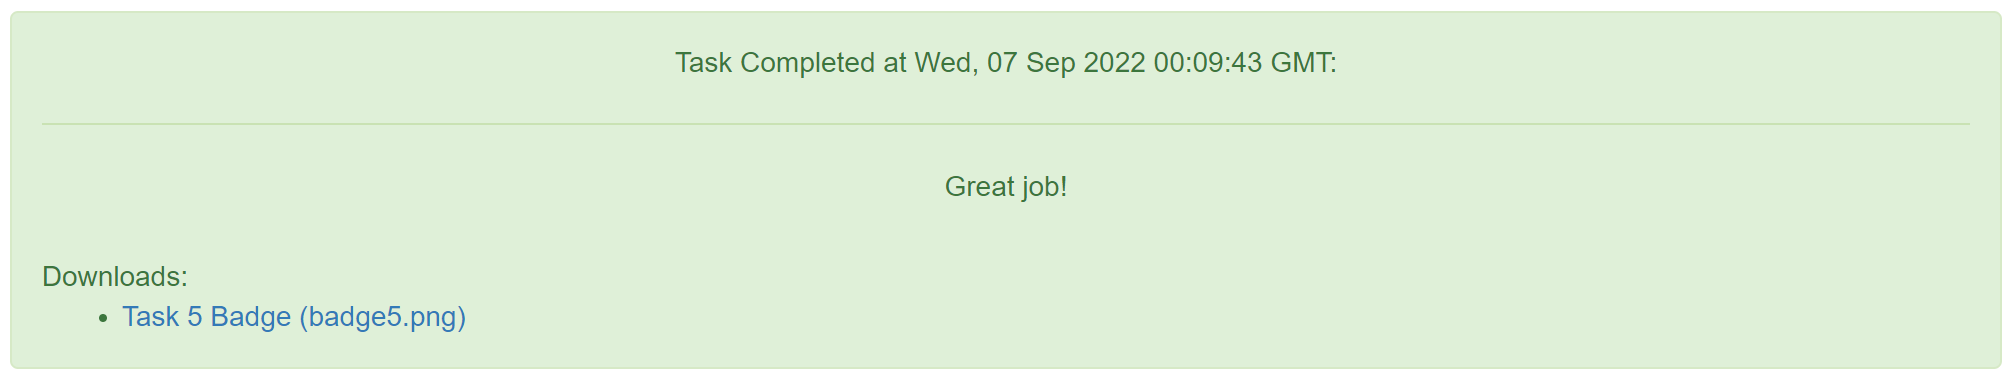 Task Completed at Wed, 07 Sep 2022 00:09:43 GMT:
Great job!
Downloads:
• Task 5 Badge (badge5.png)